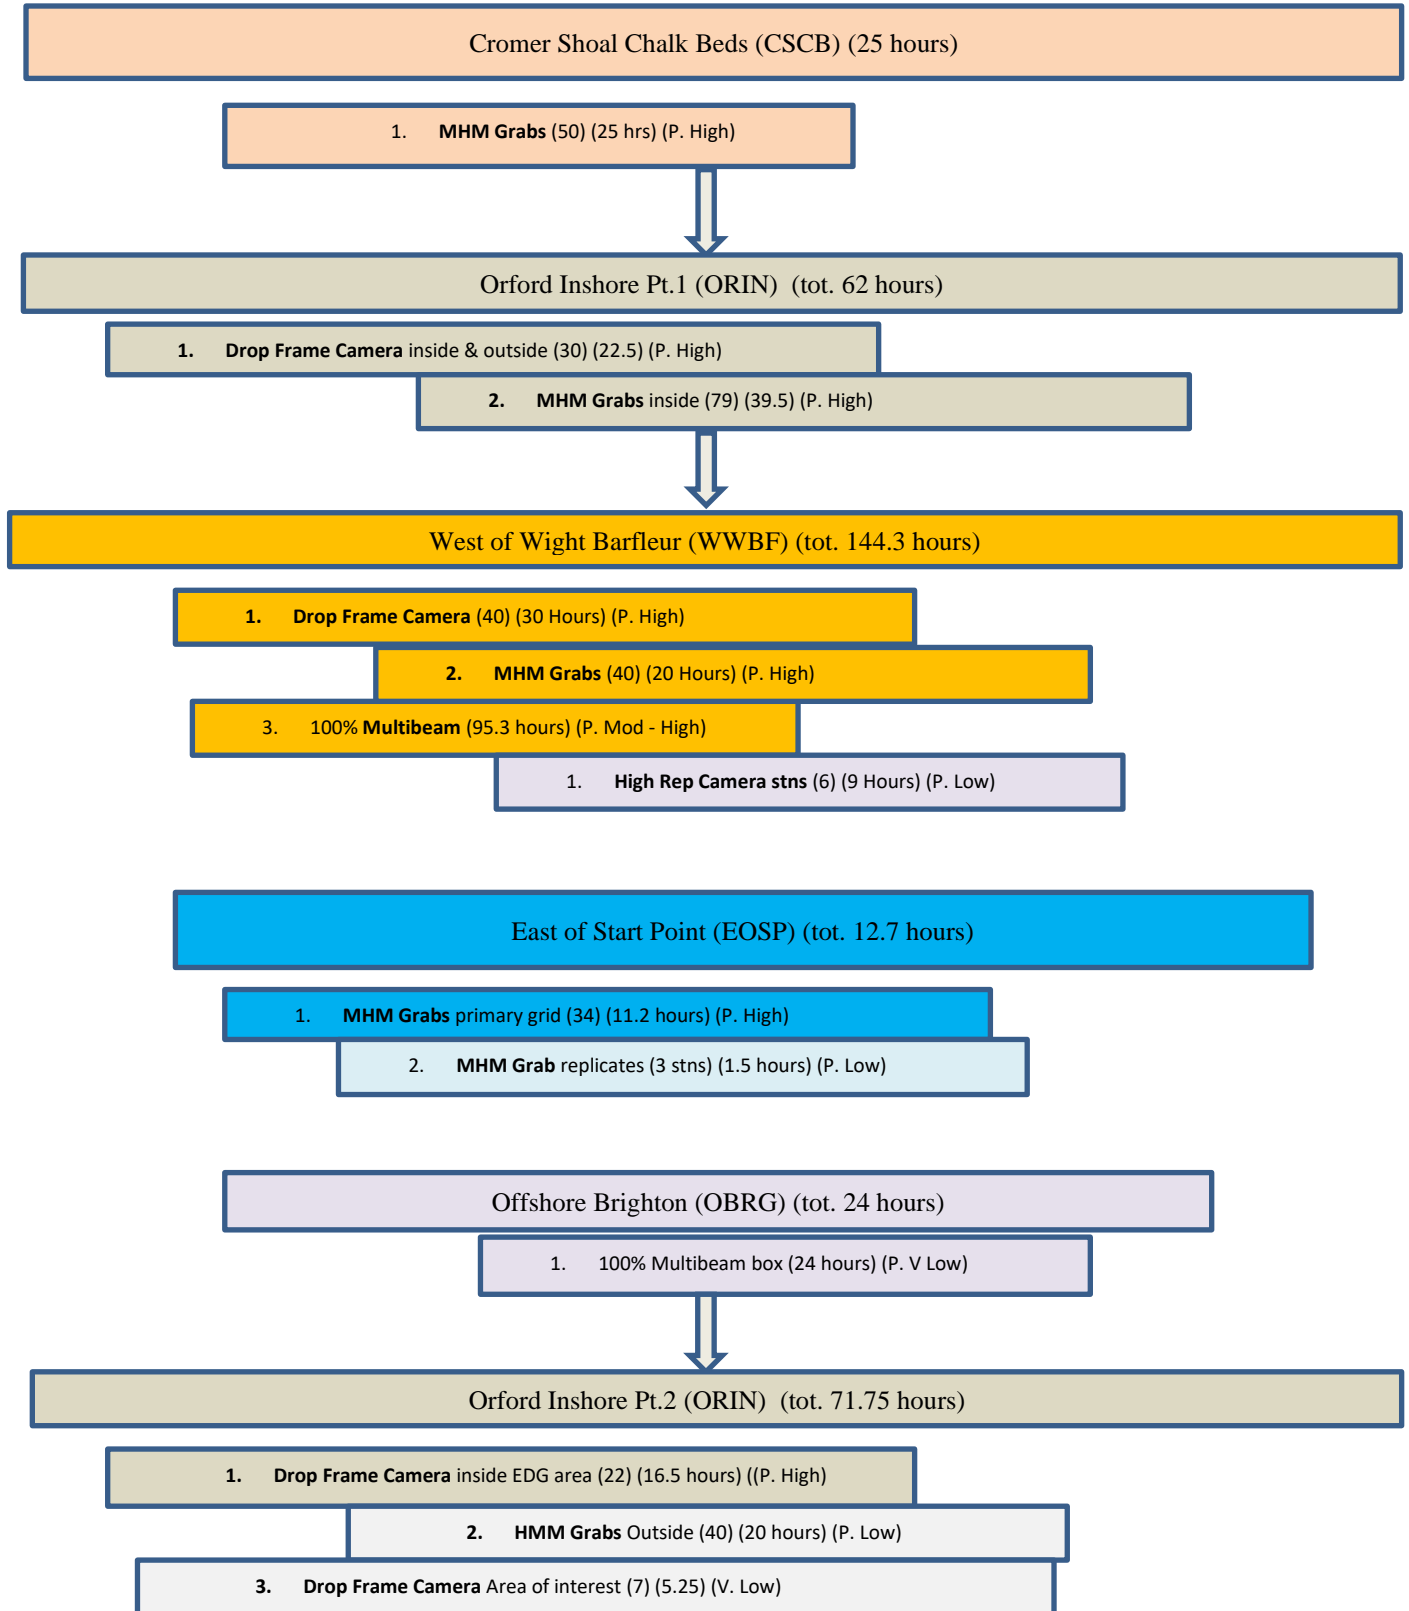 Cromer Shoal Chalk Beds (CSCB) (25 hours)
1. MHM Grabs (50) (25 hrs) (P. High)
Orford Inshore Pt.1 (ORIN) (tot. 62 hours)
1. Drop Frame Camera inside & outside (30) (22.5) (P. High)
2. MHM Grabs inside (79) (39.5) (P. High)
West of Wight Barfleur (WWBF) (tot. 144.3 hours)
1. Drop Frame Camera (40) (30 Hours) (P. High)
2. MHM Grabs (40) (20 Hours) (P. High)
3. 100% Multibeam (95.3 hours) (P. Mod - High)
1. High Rep Camera stns (6) (9 Hours) (P. Low)
East of Start Point (EOSP) (tot. 12.7 hours)
1. MHM Grabs primary grid (34) (11.2 hours) (P. High)
2. MHM Grab replicates (3 stns) (1.5 hours) (P. Low)
Offshore Brighton (OBRG) (tot. 24 hours)
1. 100% Multibeam box (24 hours) (P. V Low)
Orford Inshore Pt.2 (ORIN) (tot. 71.75 hours)
1. Drop Frame Camera inside EDG area (22) (16.5 hours) ((P. High)
2. HMM Grabs Outside (40) (20 hours) (P. Low)
3. Drop Frame Camera Area of interest (7) (5.25) (V. Low)